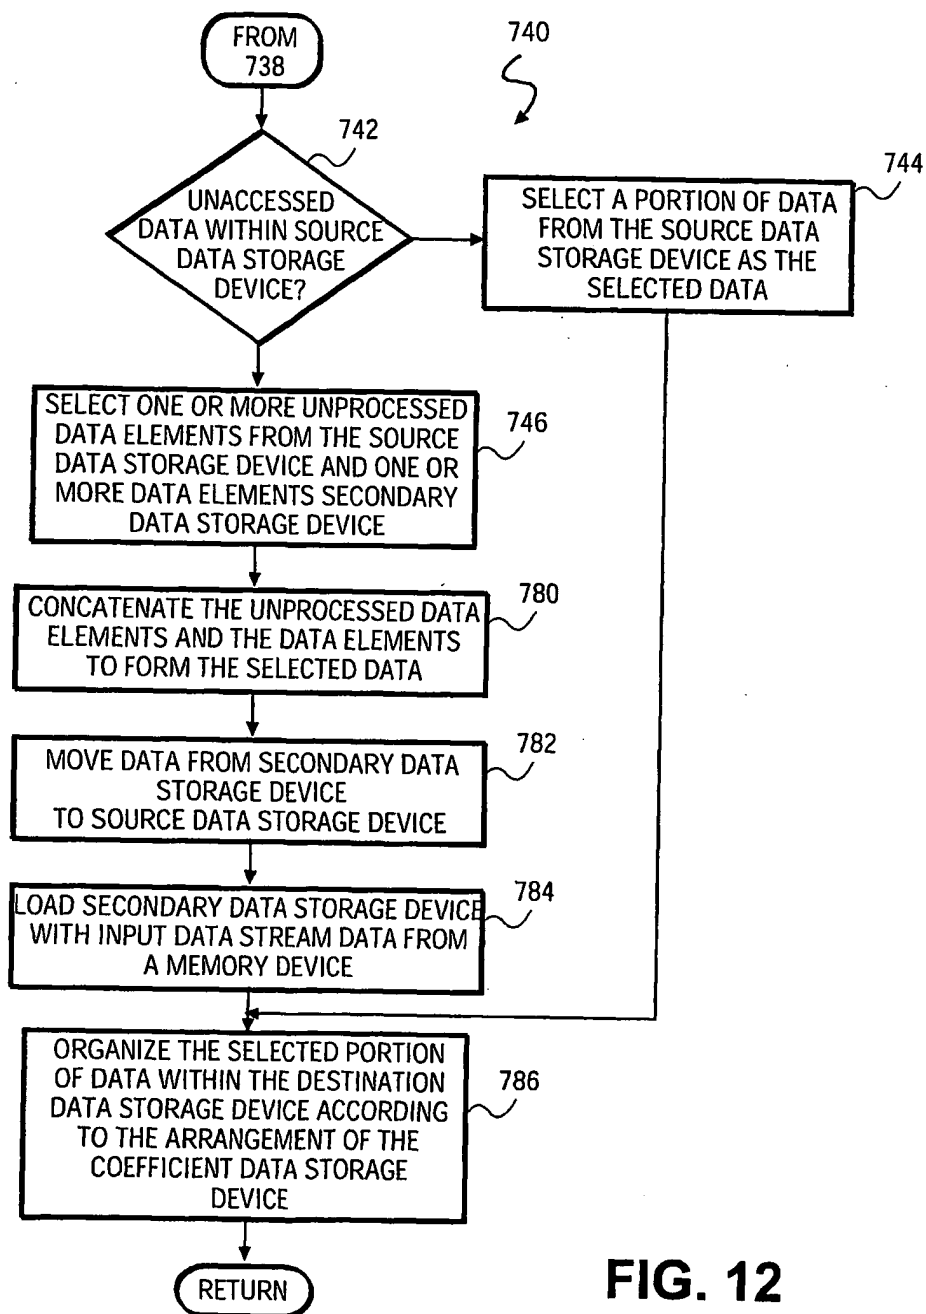 FROM
738
740
742
UNACCESSED
DATA WITHIN SOURCE
DATA STORAGE
DEVICE?
744
SELECT A PORTION OF DATA
FROM THE SOURCE DATA
STORAGE DEVICE AS THE
SELECTED DATA
SELECT ONE OR MORE UNPROCESSED
DATA ELEMENTS FROM THE SOURCE
DATA STORAGE DEVICE AND ONE OR
MORE DATA ELEMENTS SECONDARY
DATA STORAGE DEVICE
746
CONCATENATE THE UNPROCESSED DATA
ELEMENTS AND THE DATA ELEMENTS
TO FORM THE SELECTED DATA
780
MOVE DATA FROM SECONDARY DATA
STORAGE DEVICE
TO SOURCE DATA STORAGE DEVICE
782
LOAD SECONDARY DATA STORAGE DEVICE
WITH INPUT DATA STREAM DATA FROM
A MEMORY DEVICE
784
ORGANIZE THE SELECTED PORTION
OF DATA WITHIN THE DESTINATION
DATA STORAGE DEVICE ACCORDING
TO THE ARRANGEMENT OF THE
COEFFICIENT DATA STORAGE
DEVICE
786
RETURN
FIG. 12